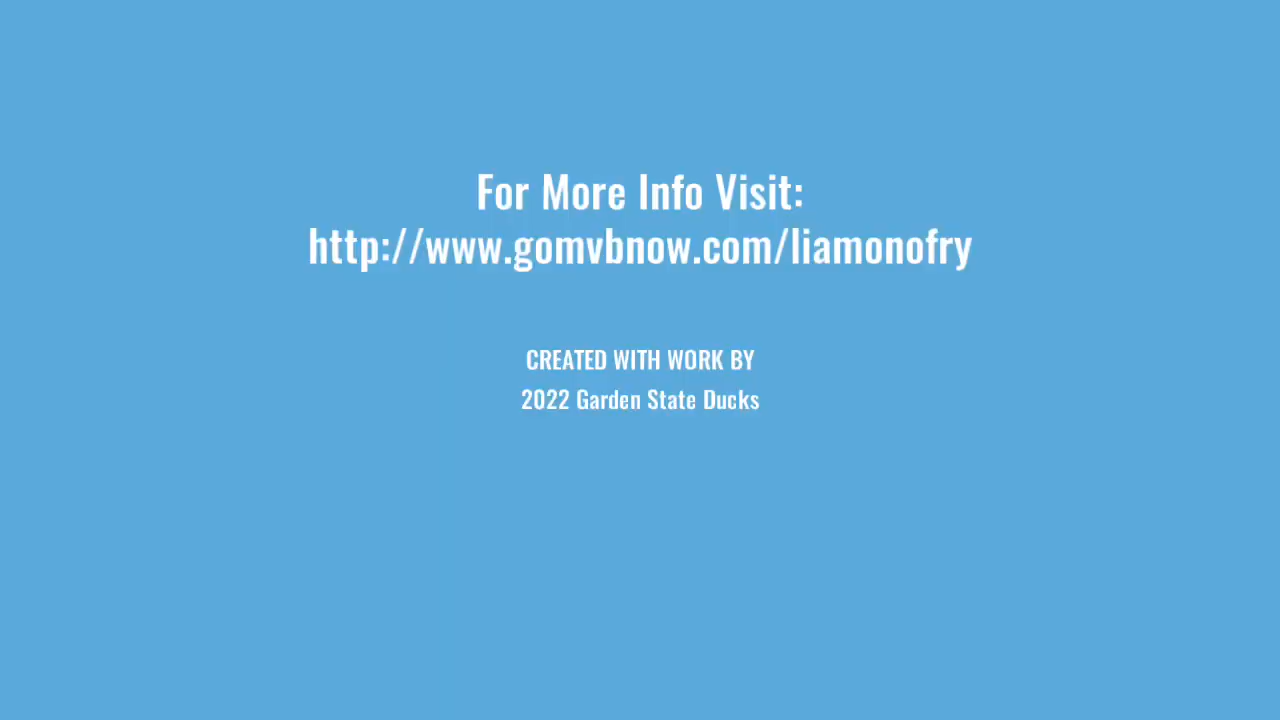 For More Info Visit:
http://www.gomvbnow.com/liamonofry
CREATED WITH WORK BY
2022 Garden State Ducks